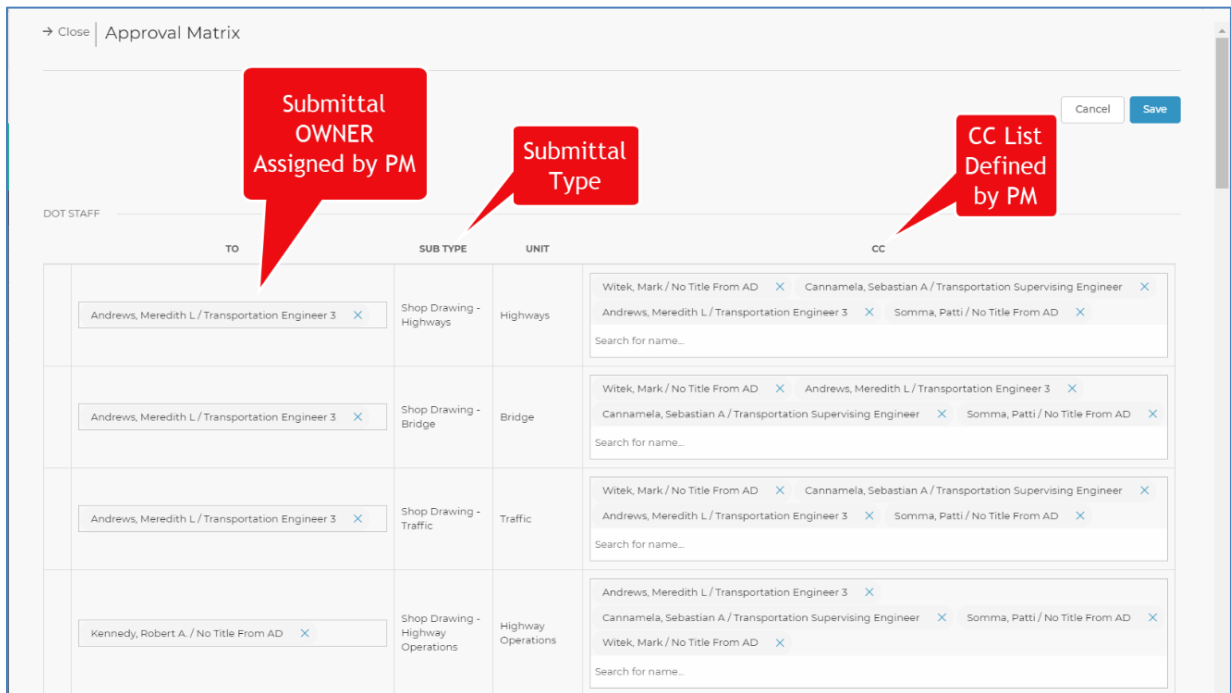 → Close | Approval Matrix
Submittal
OWNER
Assigned by PM
Submittal
Type
CC List
Defined
by PM
Cancel
Save
DOT STAFF
TO
SUB TYPE
UNIT
CC
Andrews, Meredith L / Transportation Engineer 3 ×
Shop Drawing -
Highways
Highways
Witek, Mark / No Title From AD × Cannamela, Sebastian A / Transportation Supervising Engineer ×
Andrews, Meredith L / Transportation Engineer 3 × Somma, Patti / No Title From AD ×
Search for name...
Andrews, Meredith L / Transportation Engineer 3 ×
Shop Drawing -
Bridge
Bridge
Witek, Mark / No Title From AD × Andrews, Meredith L / Transportation Engineer 3 ×
Cannamela, Sebastian A / Transportation Supervising Engineer × Somma, Patti / No Title From AD ×
Search for name...
Andrews, Meredith L / Transportation Engineer 3 ×
Shop Drawing -
Traffic
Traffic
Witek, Mark / No Title From AD × Cannamela, Sebastian A / Transportation Supervising Engineer ×
Andrews, Meredith L / Transportation Engineer 3 × Somma, Patti / No Title From AD ×
Search for name...
Kennedy, Robert A. / No Title From AD ×
Shop Drawing -
Highway
Operations
Highway
Operations
Andrews, Meredith L / Transportation Engineer 3 ×
Cannamela, Sebastian A / Transportation Supervising Engineer × Somma, Patti / No Title From AD ×
Witek, Mark / No Title From AD ×
Search for name...